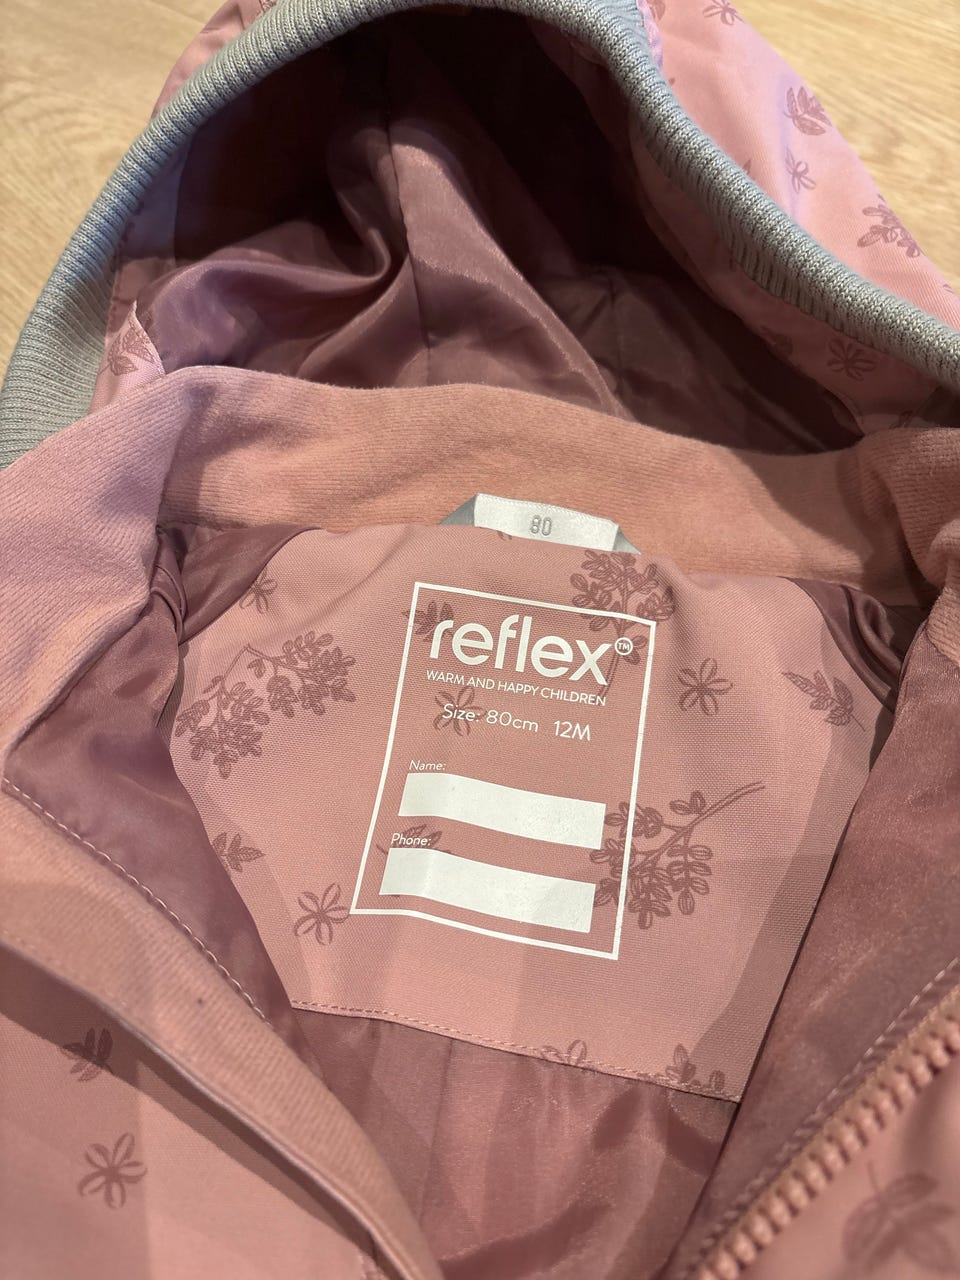 80
reflex™
WARM AND HAPPY CHILDREN
Size: 80cm 12M
Name:
Phone: